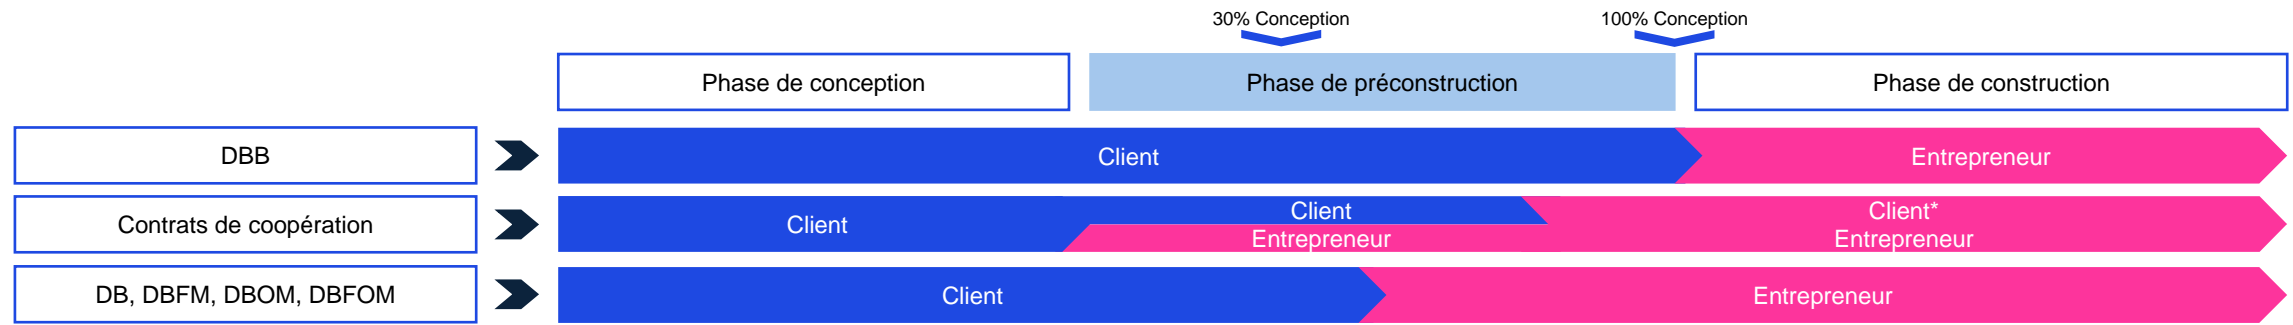 30% Conception
100% Conception
Phase de conception
Phase de préconstruction
Phase de construction
DBB
Client
Entrepreneur
Contrats de coopération
Client
Client
Entrepreneur
Client*
Entrepreneur
DB, DBFM, DBOM, DBFOM
Client
Entrepreneur